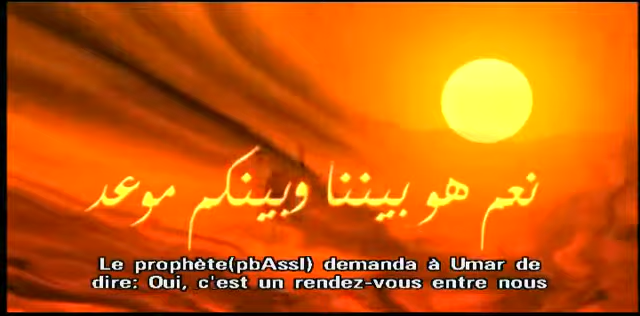 نعم هو بيننا وبينكم موعد
Le prophète(pbAssl) demanda à Umar de
dire: Oui, c'est un rendez-vous entre nous